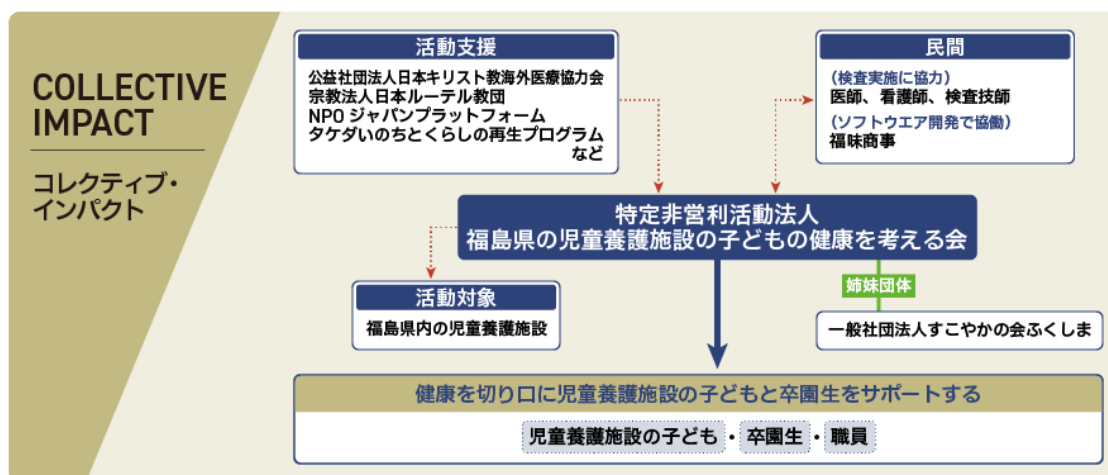 COLLECTIVE
IMPACT
コレクティブ・
インパクト
活動支援
公益社団法人日本キリスト教海外医療協力会
宗教法人日本ルーテル教団
NPO ジャパンプラットフォーム
タケダいのちとくらしの再生プログラム
など
民間
(検査実施に協力)
医師、看護師、検査技師
(ソフトウエア開発で協働)
福味商事
特定非営利活動法人
福島県の児童養護施設の子どもの健康を考える会
活動対象
福島県内の児童養護施設
姉妹団体
一般社団法人すこやかの会ふくしま
健康を切り口に児童養護施設の子どもと卒園生をサポートする
児童養護施設の子ども・卒園生・職員